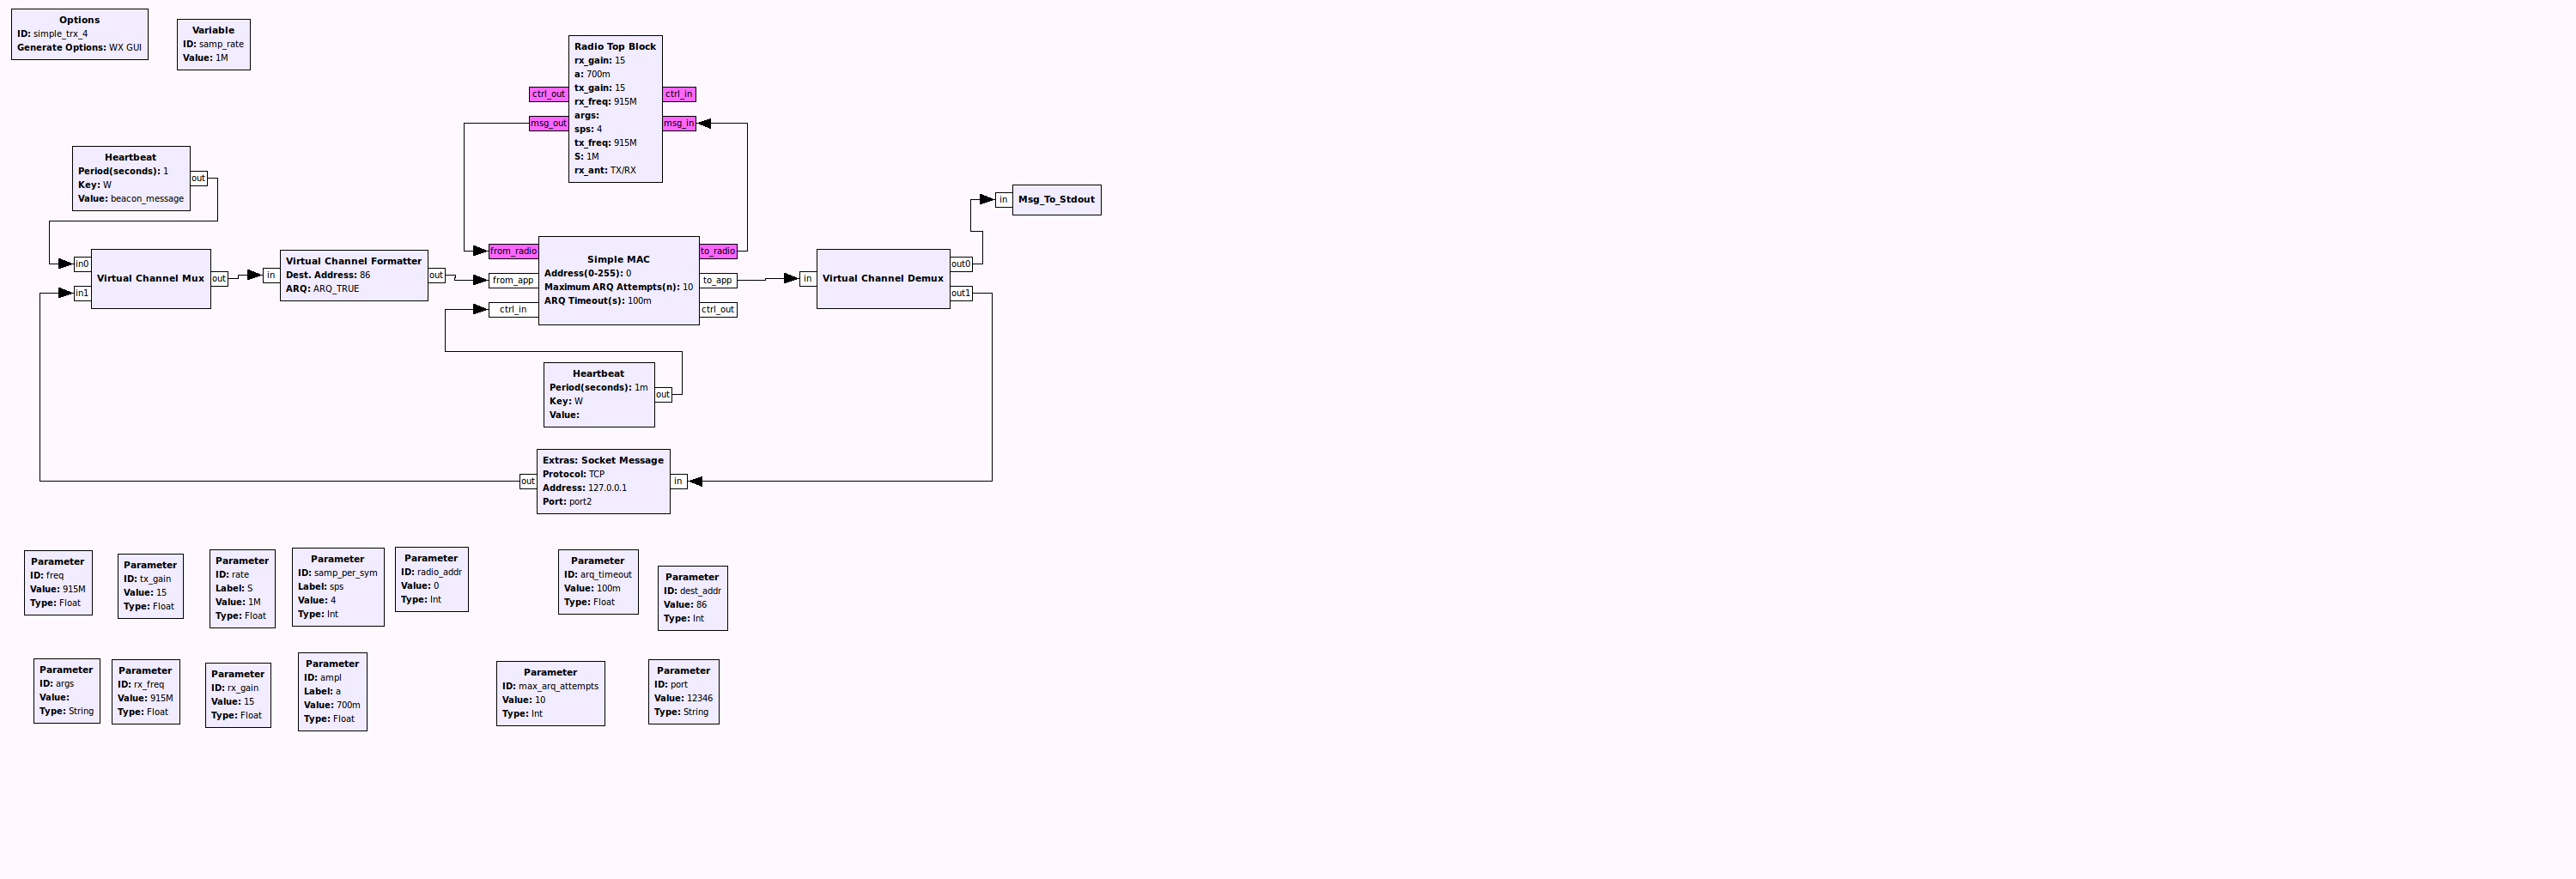 Options
ID: simple_trx_4
Generate Options: WX GUI
Variable
ID: samp_rate
Value: 1M
Radio Top Block
rx_gain: 15
a: 700m
tx_gain: 15
rx_freq: 915M
args:
sps: 4
tx_freq: 915M
S: 1M
rx_ant: TX/RX
ctrl_out
msg_out
ctrl_in
msg_in
Heartbeat
Period(seconds): 1
Key: W
Value: beacon_message
out
in
Msg_To_Stdout
in0
in1
Virtual Channel Mux
out
in
Virtual Channel Formatter
Dest. Address: 86
ARQ: ARQ_TRUE
out
from_radio
from_app
ctrl_in
Simple MAC
Address(0-255): 0
Maximum ARQ Attempts(n): 10
ARQ Timeout(s): 100m
to_radio
to_app
ctrl_out
in
Virtual Channel Demux
out0
out1
Heartbeat
Period(seconds): 1m
Key: W
Value:
out
out
Extras: Socket Message
Protocol: TCP
Address: 127.0.0.1
Port: port2
in
Parameter
ID: freq
Value: 915M
Type: Float
Parameter
ID: tx_gain
Value: 15
Type: Float
Parameter
ID: rate
Label: S
Value: 1M
Type: Float
Parameter
ID: samp_per_sym
Label: sps
Value: 4
Type: Int
Parameter
ID: radio_addr
Value: 0
Type: Int
Parameter
ID: arq_timeout
Value: 100m
Type: Float
Parameter
ID: dest_addr
Value: 86
Type: Int
Parameter
ID: args
Value:
Type: String
Parameter
ID: rx_freq
Value: 915M
Type: Float
Parameter
ID: rx_gain
Value: 15
Type: Float
Parameter
ID: ampl
Label: a
Value: 700m
Type: Float
Parameter
ID: max_arq_attempts
Value: 10
Type: Int
Parameter
ID: port
Value: 12346
Type: String